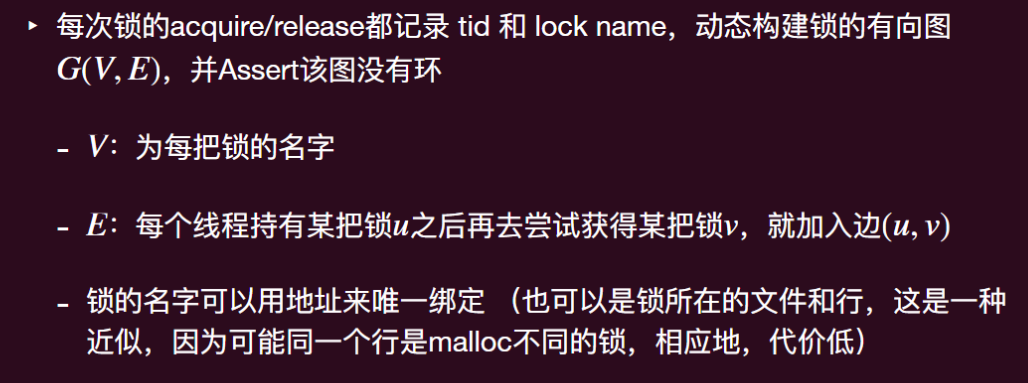 ‣ 每次锁的acquire/release都记录 tid 和 lock name，动态构建锁的有向图
G(V, E)，并Assert该图没有环
- V：为每把锁的名字
- E：每个线程持有某把锁u之后再去尝试获得某把锁v，就加入边(u, v)
- 锁的名字可以用地址来唯一绑定 （也可以是锁所在的文件和行，这是一种
近似，因为可能同一个行是malloc不同的锁，相应地，代价低）